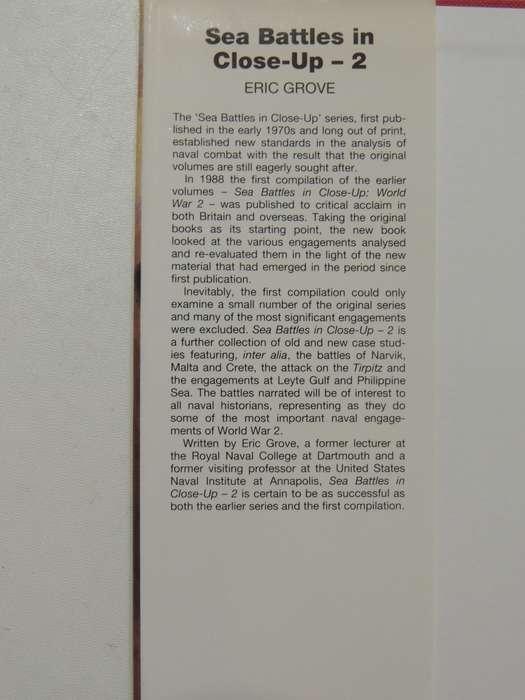 Sea Battles in
Close-Up – 2
ERIC GROVE
The 'Sea Battles in Close-Up' series, first pub-
lished in the early 1970s and long out of print,
established new standards in the analysis of
naval combat with the result that the original
volumes are still eagerly sought after.
In 1988 the first compilation of the earlier
volumes – Sea Battles in Close-Up: World
War 2 – was published to critical acclaim in
both Britain and overseas. Taking the original
books as its starting point, the new book
looked at the various engagements analysed
and re-evaluated them in the light of the new
material that had emerged in the period since
first publication.
Inevitably, the first compilation could only
examine a small number of the original series
and many of the most significant engagements
were excluded. Sea Battles in Close-Up – 2 is
a further collection of old and new case stud-
ies featuring, inter alia, the battles of Narvik,
Malta and Crete, the attack on the Tirpitz and
the engagements at Leyte Gulf and Philippine
Sea. The battles narrated will be of interest to
all naval historians, representing as they do
some of the most important naval engage-
ments of World War 2.
Written by Eric Grove, a former lecturer at
the Royal Naval College at Dartmouth and a
former visiting professor at the United States
Naval Institute at Annapolis, Sea Battles in
Close-Up – 2 is certain to be as successful as
both the earlier series and the first compilation.